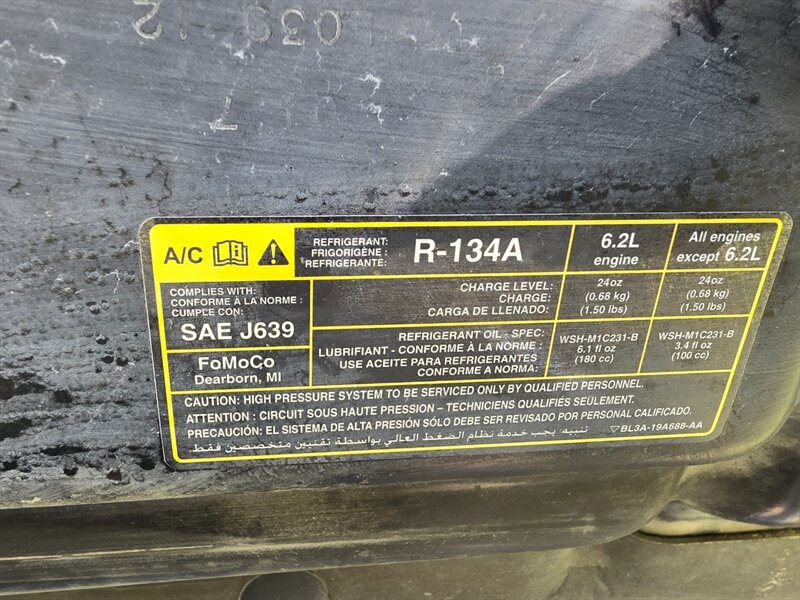 L030 12
7
A/C
REFRIGERANT:
FRIGORIGÈNE :
REFRIGERANTE:
R-134A
6.2L
engine
All engines
except 6.2L
COMPLIES WITH:
CONFORME À LA NORME :
CUMPLE CON:
SAE J639
CHARGE LEVEL:
CHARGE:
CARGA DE LLENADO:
24oz
(0.68 kg)
(1.50 lbs)
24oz
(0.68 kg)
(1.50 lbs)
FoMoCo
Dearborn, MI
REFRIGERANT OIL - SPEC:
LUBRIFIANT - CONFORME À LA NORME :
USE ACEITE PARA REFRIGERANTES
CONFORME A NORMA:
WSH-M1C231-B
6.1 fl oz
(180 cc)
WSH-M1C231-B
3.4 fl oz
(100 cc)
CAUTION: HIGH PRESSURE SYSTEM TO BE SERVICED ONLY BY QUALIFIED PERSONNEL.
ATTENTION : CIRCUIT SOUS HAUTE PRESSION – TECHNICIENS QUALIFIÉS SEULEMENT.
PRECAUCIÓN: EL SISTEMA DE ALTA PRESIÓN SÓLO DEBE SER REVISADO POR PERSONAL CALIFICADO.
تنبيه: يجب خدمة نظام الضغط العالي بواسطة تقنيين متخصصين فقط
▽BL3A-19A688-AA